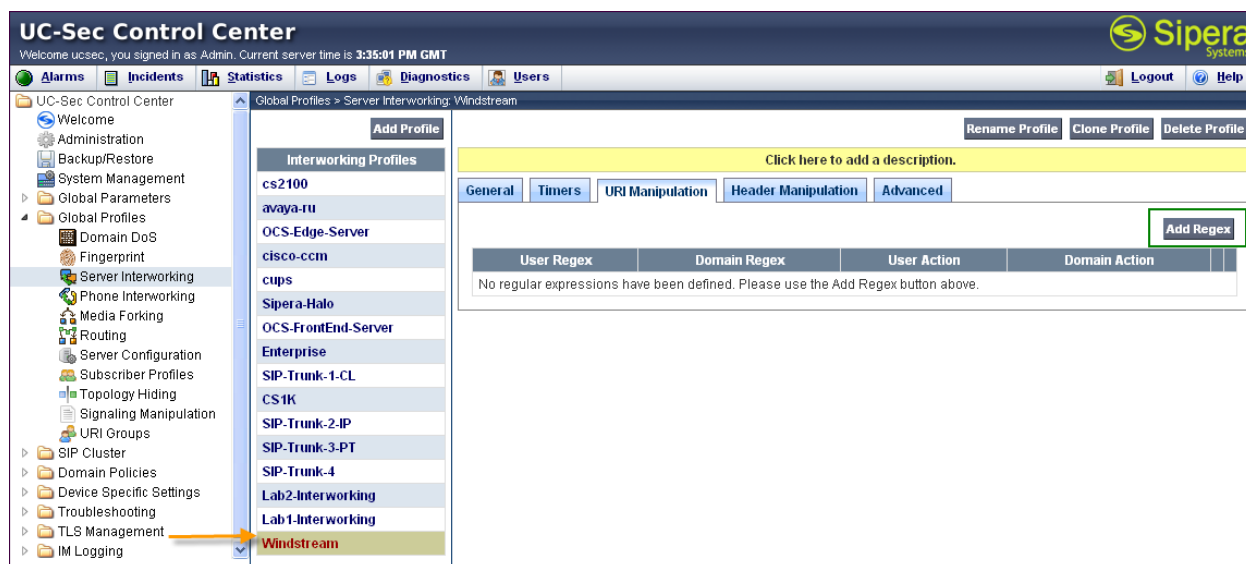 UC-Sec Control Center
Welcome ucsec, you signed in as Admin. Current server time is 3:35:01 PM GMT
Sipera
Systems
Alarms Incidents Statistics Logs Diagnostics Users Logout Help
UC-Sec Control Center
Welcome
Administration
Backup/Restore
System Management
Global Parameters
Global Profiles
Domain DoS
Fingerprint
Server Interworking
Phone Interworking
Media Forking
Routing
Server Configuration
Subscriber Profiles
Topology Hiding
Signaling Manipulation
URI Groups
SIP Cluster
Domain Policies
Device Specific Settings
Troubleshooting
TLS Management
IM Logging
Global Profiles > Server Interworking: Windstream
Add Profile
Interworking Profiles
cs2100
avaya-ru
OCS-Edge-Server
cisco-ccm
cups
Sipera-Halo
OCS-FrontEnd-Server
Enterprise
SIP-Trunk-1-CL
CS1K
SIP-Trunk-2-IP
SIP-Trunk-3-PT
SIP-Trunk-4
Lab2-Interworking
Lab1-Interworking
Windstream
Rename Profile Clone Profile Delete Profile
Click here to add a description.
General Timers URI Manipulation Header Manipulation Advanced
Add Regex
User Regex Domain Regex User Action Domain Action
No regular expressions have been defined. Please use the Add Regex button above.